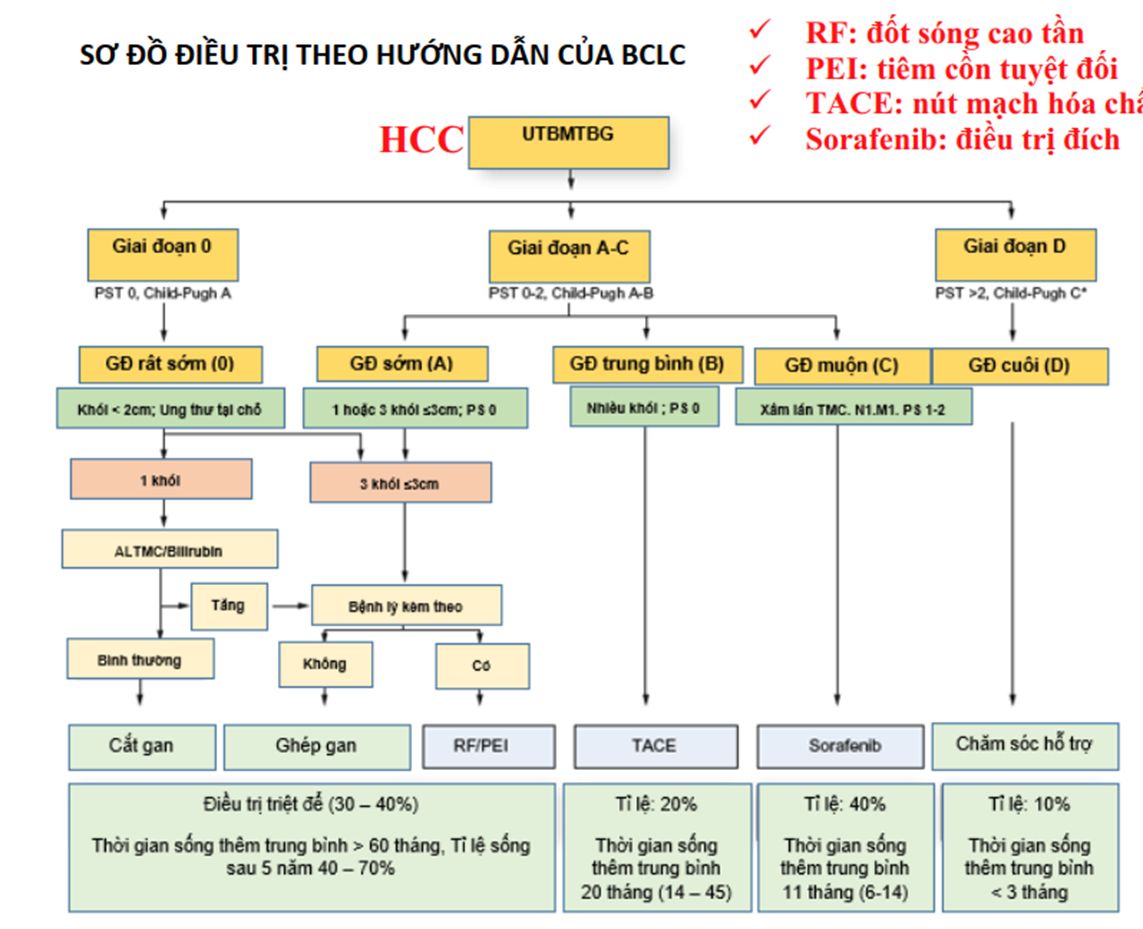 SƠ ĐỒ ĐIỀU TRỊ THEO HƯỚNG DẪN CỦA BCLC
RF: đốt sóng cao tần
PEI: tiêm cồn tuyệt đối
TACE: nút mạch hóa chấ
Sorafenib: điều trị đích
HCC
UTBMTBG
Giai đoạn 0
Giai đoạn A-C
Giai đoạn D
PST 0, Child-Pugh A
PST 0-2, Child-Pugh A-B
PST >2, Child-Pugh C*
GĐ rất sớm (0)
GĐ sớm (A)
GĐ trung bình (B)
GĐ muộn (C)
GĐ cuối (D)
Khối < 2cm; Ung thư tại chỗ
1 hoặc 3 khối ≤3cm; PS 0
Nhiều khối ; PS 0
Xâm lấn TMC. N1.M1. PS 1-2
1 khối
3 khối ≤3cm
ALTMC/Bilirubin
Tăng
Bệnh lý kèm theo
Bình thường
Không
Có
Cắt gan
Ghép gan
RF/PEI
TACE
Sorafenib
Chăm sóc hỗ trợ
Điều trị triệt để (30 – 40%)
Thời gian sống thêm trung bình > 60 tháng, Tỉ lệ sống
sau 5 năm 40 – 70%
Tỉ lệ: 20%
Thời gian sống
thêm trung bình
20 tháng (14 – 45)
Tỉ lệ: 40%
Thời gian sống
thêm trung bình
11 tháng (6-14)
Tỉ lệ: 10%
Thời gian sống
thêm trung bình
< 3 tháng